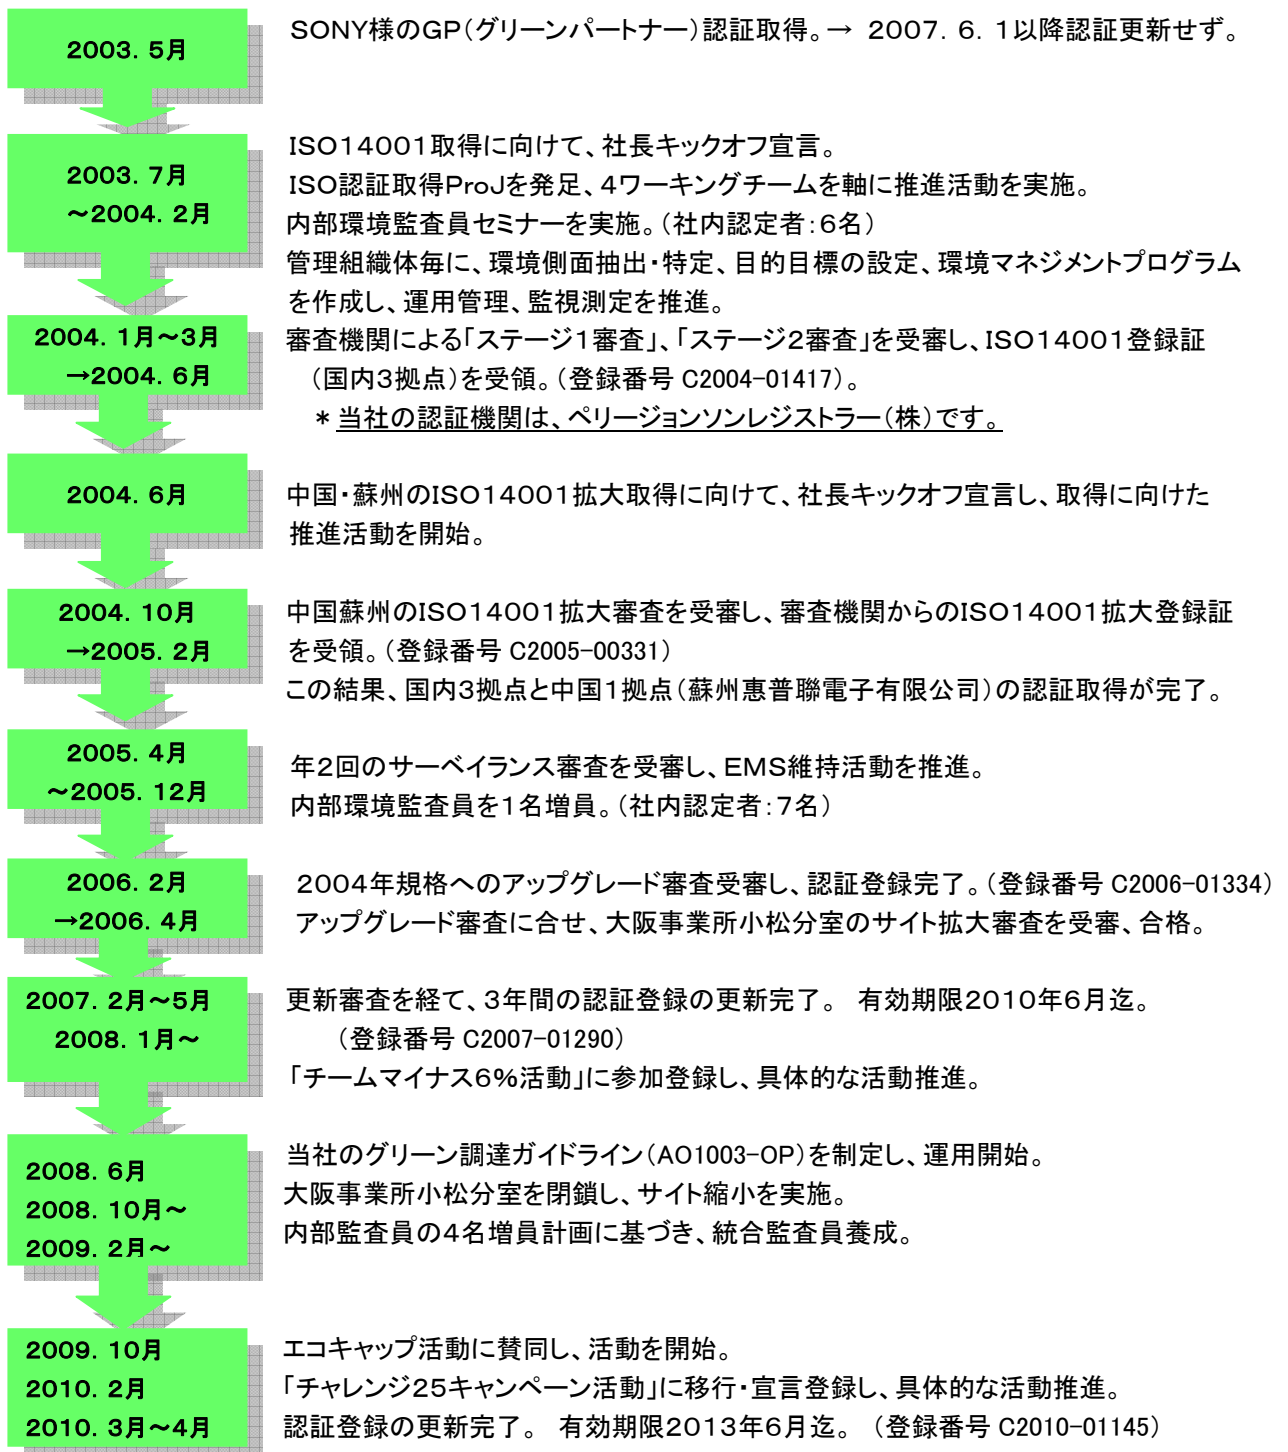 2003. 5月
SONY様のGP(グリーンパートナー)認証取得。→ 2007. 6. 1以降認証更新せず。
2003. 7月
~2004. 2月
ISO14001取得に向けて、社長キックオフ宣言。
ISO認証取得ProJを発足、4ワーキングチームを軸に推進活動を実施。
内部環境監査員セミナーを実施。(社内認定者:6名)
管理組織体毎に、環境側面抽出・特定、目的目標の設定、環境マネジメントプログラム
を作成し、運用管理、監視測定を推進。
2004. 1月~3月
→2004. 6月
審査機関による「ステージ1審査」、「ステージ2審査」を受審し、ISO14001登録証
(国内3拠点)を受領。(登録番号 C2004-01417)。
*当社の認証機関は、ペリージョンソンレジストラー(株)です。
2004. 6月
中国・蘇州のISO14001拡大取得に向けて、社長キックオフ宣言し、取得に向けた
推進活動を開始。
2004. 10月
→2005. 2月
中国蘇州のISO14001拡大審査を受審し、審査機関からのISO14001拡大登録証
を受領。(登録番号 C2005-00331)
この結果、国内3拠点と中国1拠点(蘇州惠普聯電子有限公司)の認証取得が完了。
2005. 4月
~2005. 12月
年2回のサーベイランス審査を受審し、EMS維持活動を推進。
内部環境監査員を1名増員。(社内認定者:7名)
2006. 2月
→2006. 4月
2004年規格へのアップグレード審査受審し、認証登録完了。(登録番号 C2006-01334)
アップグレード審査に合せ、大阪事業所小松分室のサイト拡大審査を受審、合格。
2007. 2月~5月
2008. 1月~
更新審査を経て、3年間の認証登録の更新完了。 有効期限2010年6月迄。
(登録番号 C2007-01290)
「チームマイナス6%活動」に参加登録し、具体的な活動推進。
2008. 6月
2008. 10月~
2009. 2月~
当社のグリーン調達ガイドライン(AO1003-OP)を制定し、運用開始。
大阪事業所小松分室を閉鎖し、サイト縮小を実施。
内部監査員の4名増員計画に基づき、統合監査員養成。
2009. 10月
2010. 2月
2010. 3月~4月
エコキャップ活動に賛同し、活動を開始。
「チャレンジ25キャンペーン活動」に移行・宣言登録し、具体的な活動推進。
認証登録の更新完了。 有効期限2013年6月迄。 (登録番号 C2010-01145)